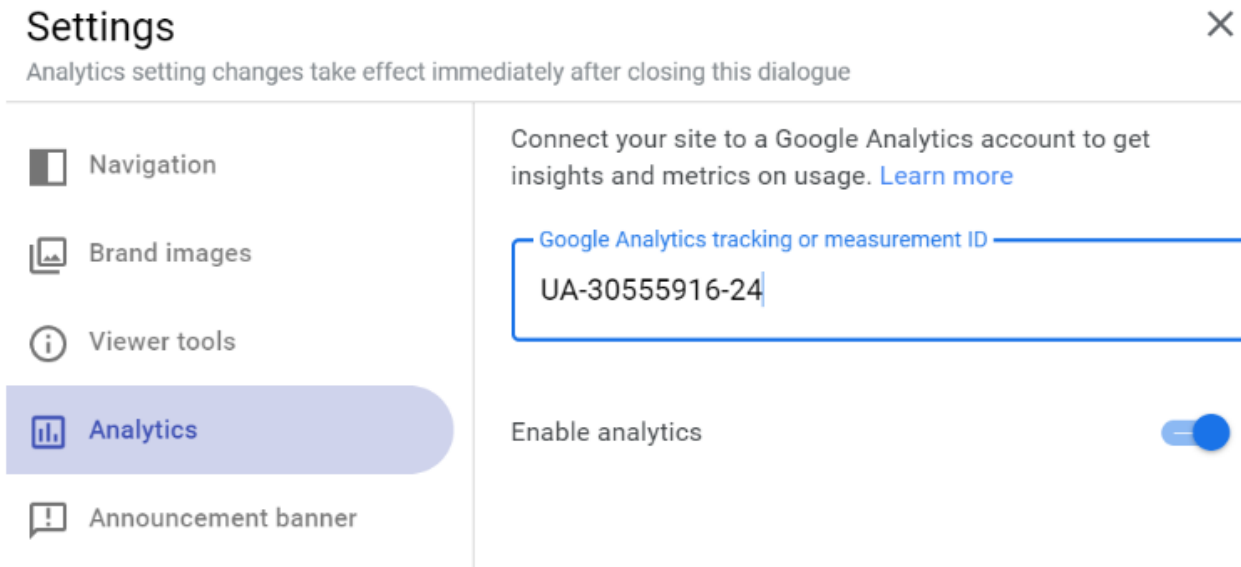 Settings
Analytics setting changes take effect immediately after closing this dialogue
Navigation
Brand images
Viewer tools
Analytics
Announcement banner
Connect your site to a Google Analytics account to get
insights and metrics on usage. Learn more
Google Analytics tracking or measurement ID
UA-30555916-24
Enable analytics